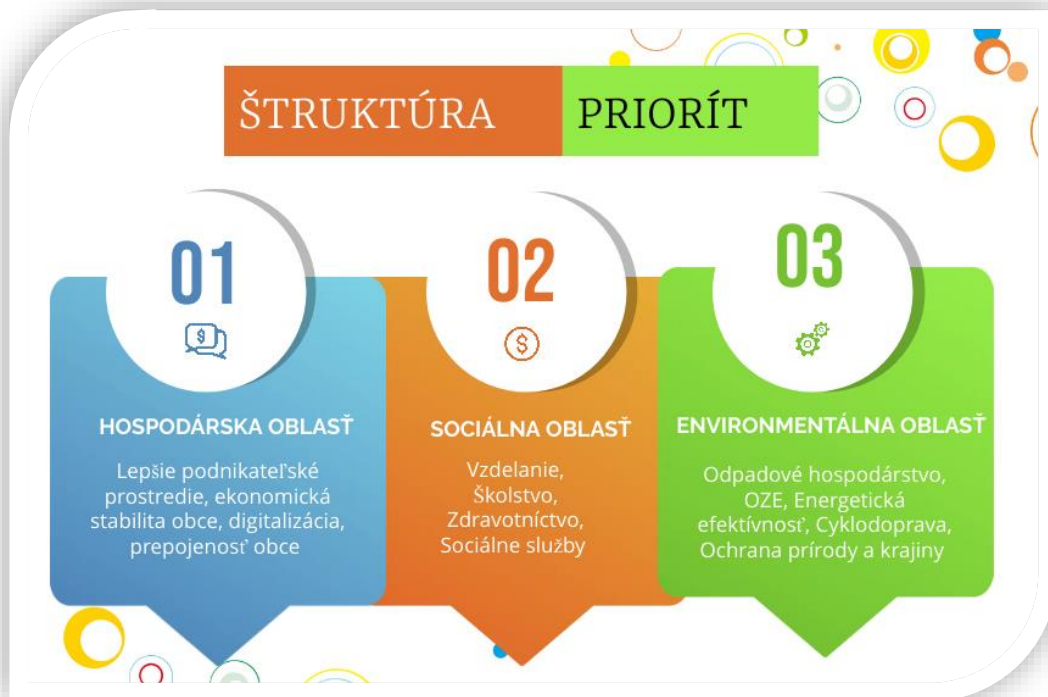 ŠTRUKTÚRA PRIORÍT
01
HOSPODÁRSKA OBLASŤ
Lepšie podnikateľské
prostredie, ekonomická
stabilita obce, digitalizácia,
prepojenosť obce
02
SOCIÁLNA OBLASŤ
Vzdelanie,
Školstvo,
Zdravotníctvo,
Sociálne služby
03
ENVIRONMENTÁLNA OBLASŤ
Odpadové hospodárstvo,
OZE, Energetická
efektívnosť, Cyklodoprava,
Ochrana prírody a krajiny